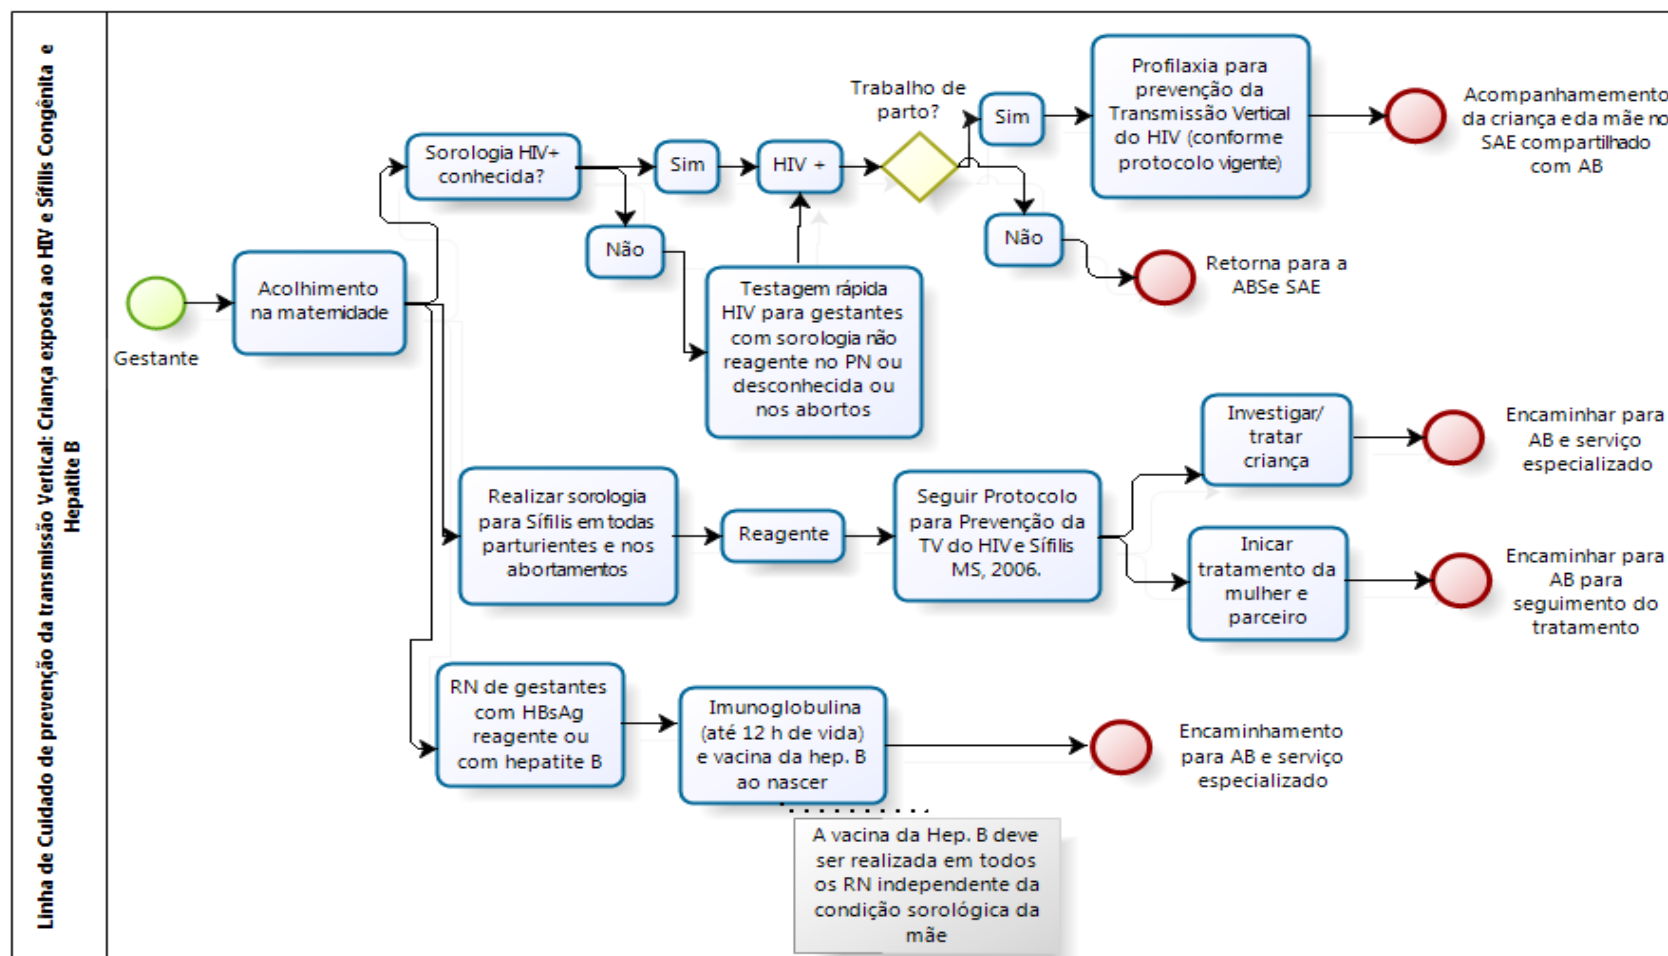 Linha de Cuidado de prevenção da transmissão Vertical: Criança exposta ao HIV e Sífilis Congênita e
Hepatite B
Gestante
Acolhimento
na maternidade
Sorologia HIV+
conhecida?
Sim
Não
HIV +
Testagem rápida
HIV para gestantes
com sorologia não
reagente no PN ou
desconhecida ou
nos abortos
Trabalho de
parto?
Sim
Não
Profilaxia para
prevenção da
Transmissão Vertical
do HIV (conforme
protocolo vigente)
Acompanhamemento
da criança e da mãe no
SAE compartilhado
com AB
Retorna para a
ABSe SAE
Realizar sorologia
para Sífilis em todas
parturientes e nos
abortamentos
Reagente
Seguir Protocolo
para Prevenção da
TV do HIV e Sífilis
MS, 2006.
Investigar/
tratar
criança
Encaminhar para
AB e serviço
especializado
Inicar
tratamento da
mulher e
parceiro
Encaminhar para
AB para
seguimento do
tratamento
RN de gestantes
com HBsAg
reagente ou
com hepatite B
Imunoglobulina
(até 12 h de vida)
e vacina da hep. B
ao nascer
Encaminhamento
para AB e serviço
especializado
A vacina da Hep. B deve
ser realizada em todos
os RN independente da
condição sorológica da
mãe